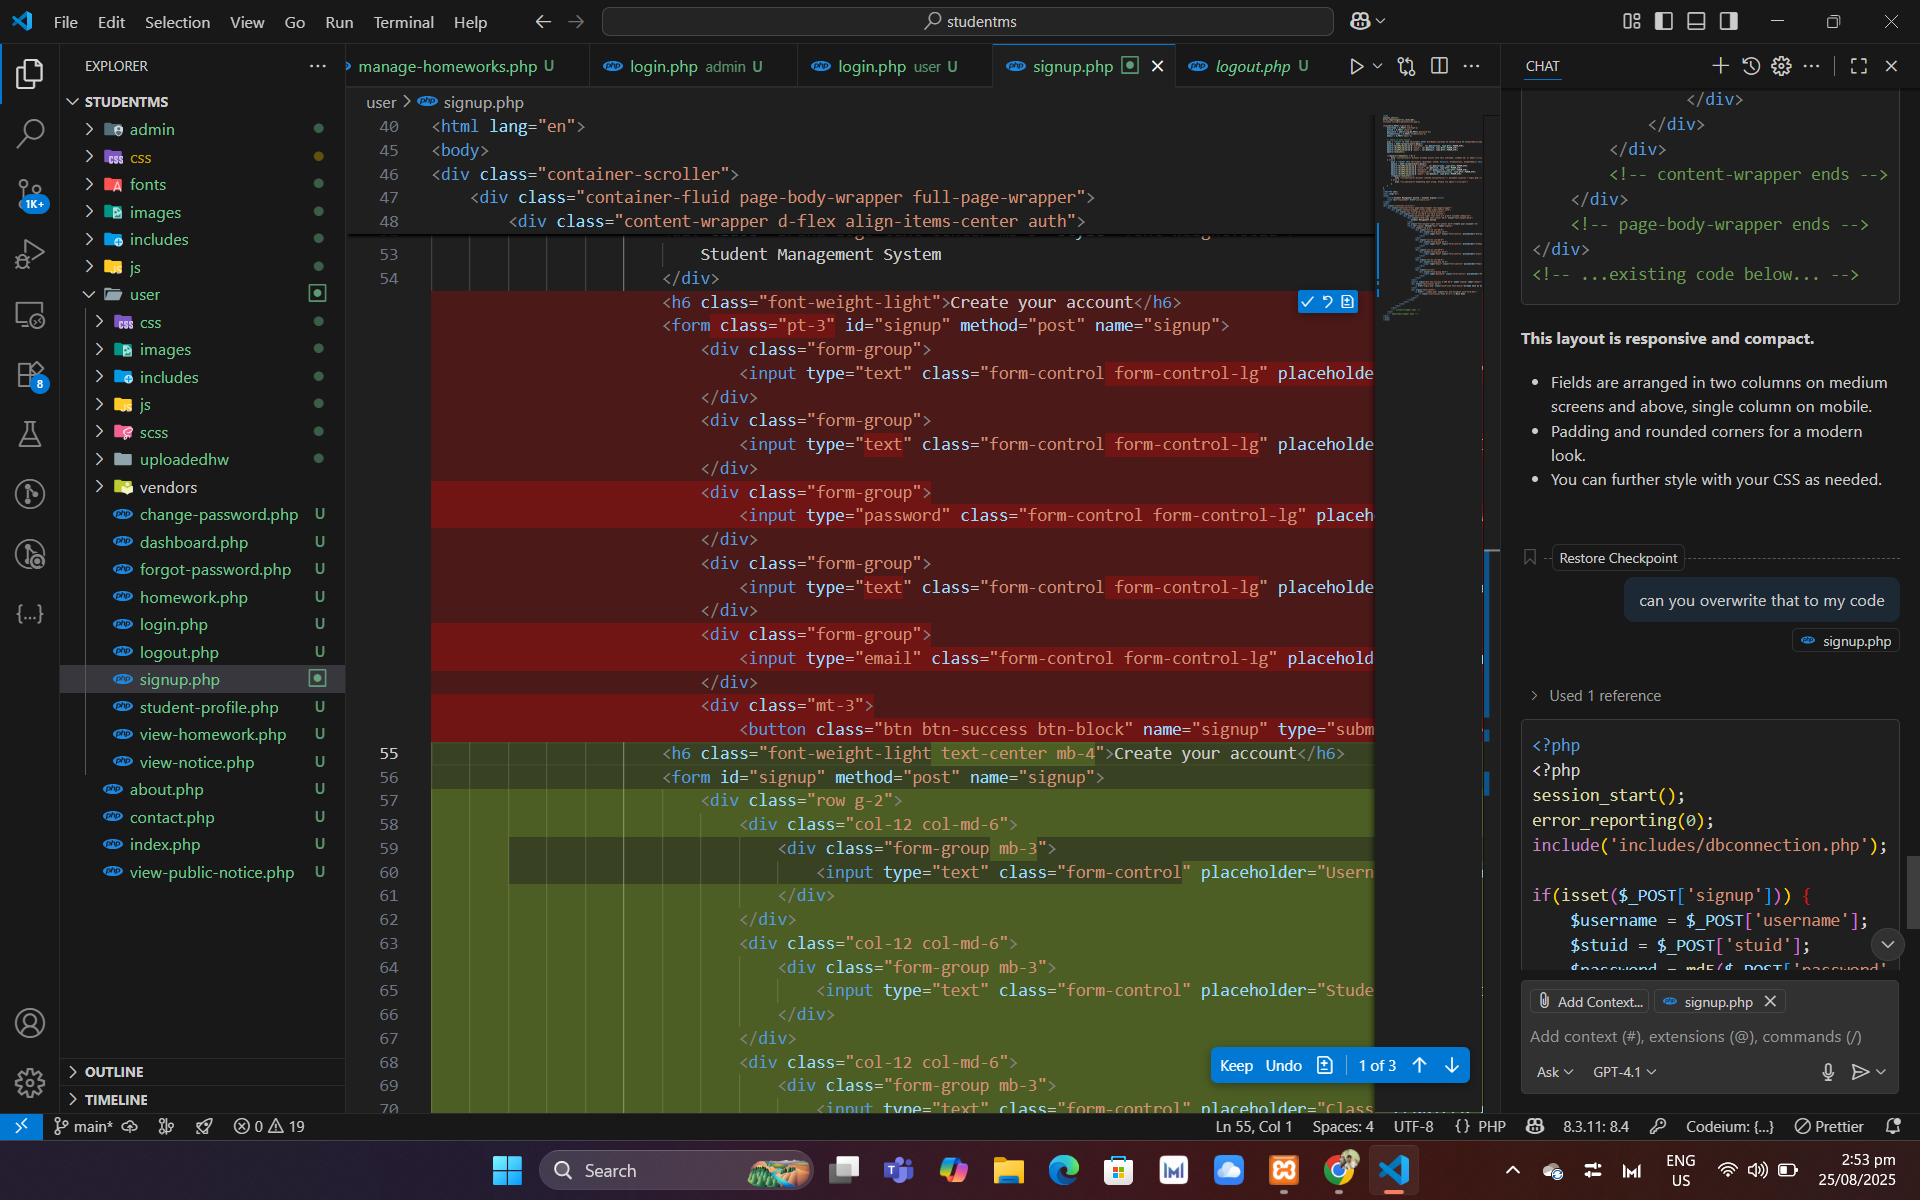 File Edit Selection View Go Run Terminal Help
studentms
EXPLORER
STUDENTMS
admin
css
fonts
images
includes
js
user
css
images
includes
js
scss
uploadedhw
vendors
change-password.php U
dashboard.php U
forgot-password.php U
homework.php U
login.php U
logout.php U
signup.php
student-profile.php U
view-homework.php U
view-notice.php U
about.php U
contact.php U
index.php U
view-public-notice.php U
OUTLINE
TIMELINE
1K+
8
manage-homeworks.php U
login.php admin U
login.php user U
signup.php
logout.php U
user > signup.php
40 <html lang="en">
45 <body>
46 <div class="container-scroller">
47 <div class="container-fluid page-body-wrapper full-page-wrapper">
48 <div class="content-wrapper d-flex align-items-center auth">
53 Student Management System
54 </div>
<h6 class="font-weight-light">Create your account</h6>
<form class="pt-3" id="signup" method="post" name="signup">
<div class="form-group">
<input type="text" class="form-control form-control-lg" placeholde
</div>
<div class="form-group">
<input type="text" class="form-control form-control-lg" placeholde
</div>
<div class="form-group">
<input type="password" class="form-control form-control-lg" placeh
</div>
<div class="form-group">
<input type="text" class="form-control form-control-lg" placeholde
</div>
<div class="form-group">
<input type="email" class="form-control form-control-lg" placehold
</div>
<div class="mt-3">
<button class="btn btn-success btn-block" name="signup" type="subm
55 <h6 class="font-weight-light text-center mb-4">Create your account</h6>
56 <form id="signup" method="post" name="signup">
57 <div class="row g-2">
58 <div class="col-12 col-md-6">
59 <div class="form-group mb-3">
60 <input type="text" class="form-control" placeholder="Usern
61 </div>
62 </div>
63 <div class="col-12 col-md-6">
64 <div class="form-group mb-3">
65 <input type="text" class="form-control" placeholder="Stude
66 </div>
67 </div>
68 <div class="col-12 col-md-6">
69 <div class="form-group mb-3">
70 <input type="text" class="form-control" placeholder="Class
Keep Undo 1 of 3
CHAT
</div>
</div>
</div>
<!-- content-wrapper ends -->
</div>
<!-- page-body-wrapper ends -->
</div>
<!-- ...existing code below... -->
This layout is responsive and compact.
• Fields are arranged in two columns on medium
screens and above, single column on mobile.
• Padding and rounded corners for a modern
look.
• You can further style with your CSS as needed.
Restore Checkpoint
can you overwrite that to my code
signup.php
Used 1 reference
<?php
<?php
session_start();
error_reporting(0);
include('includes/dbconnection.php');
if(isset($_POST['signup'])) {
$username = $_POST['username'];
$stuid = $_POST['stuid'];
$password = md5($_POST['password'
Add Context... signup.php
Add context (#), extensions (@), commands (/)
Ask GPT-4.1
main* 0 19
Ln 55, Col 1 Spaces: 4 UTF-8 {} PHP 8.3.11: 8.4 Codeium: {...} Prettier
Search
ENG
US
2:53 pm
25/08/2025